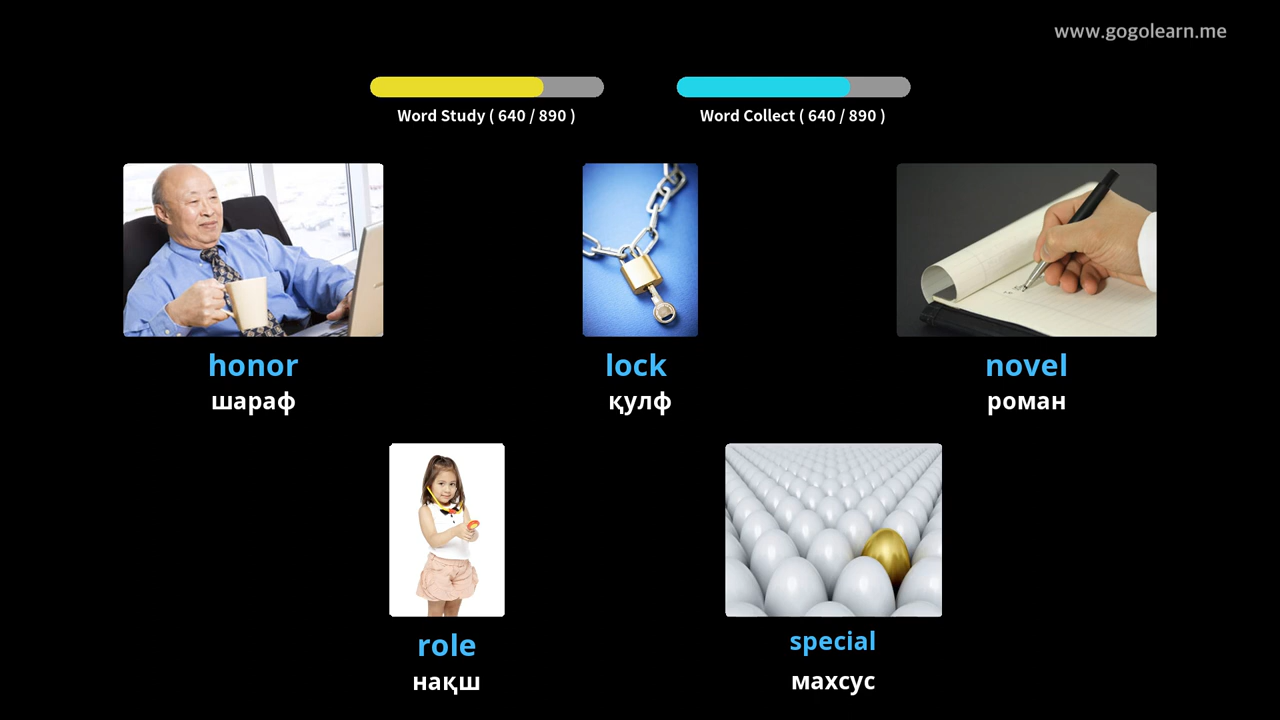 www.gogolearn.me
Word Study ( 640 / 890 )
Word Collect ( 640 / 890 )
honor
шараф
lock
қулф
novel
роман
role
нақш
special
махсус